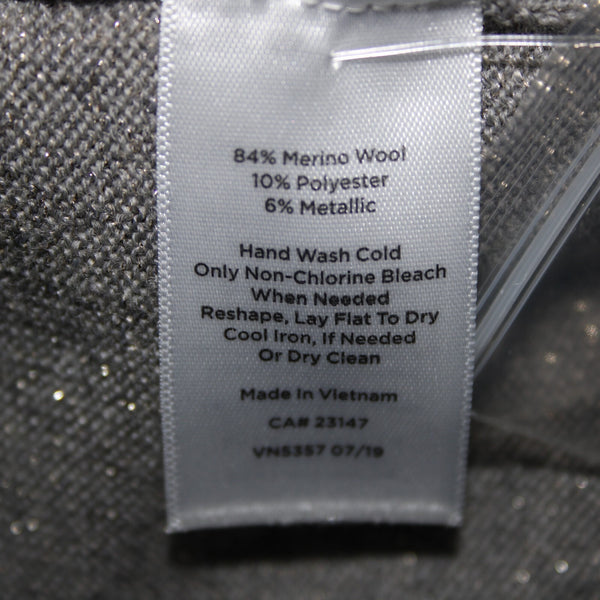 84% Merino Wool
10% Polyester
6% Metallic
Hand Wash Cold
Only Non-Chlorine Bleach
When Needed
Reshape, Lay Flat To Dry
Cool Iron, If Needed
Or Dry Clean
Made in Vietnam
CA# 23147
VN5357 07/19